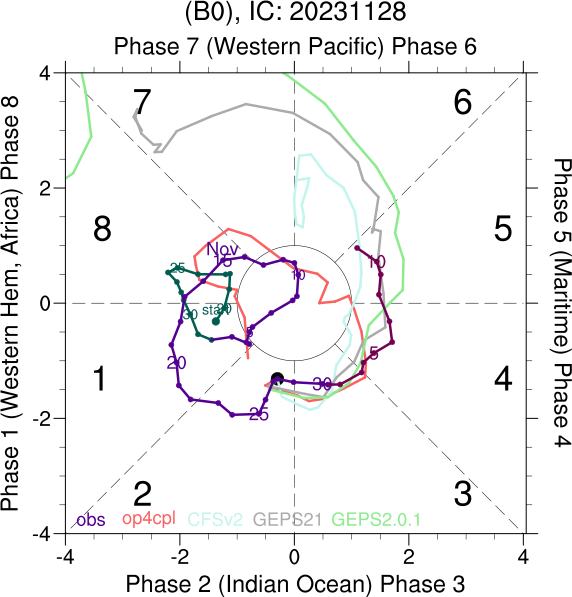 (B0), IC: 20231128
Phase 7 (Western Pacific) Phase 6
Phase 1 (Western Hem, Africa) Phase 8
Phase 5 (Maritime) Phase 4
Phase 2 (Indian Ocean) Phase 3
4
2
0
-2
-4
-4
-2
0
2
4
7
6
8
5
1
4
2
3
Nov
15
10
25
30
start
30
5
20
25
30
5
10
obs
op4cpl
CFSv2
GEPS21
GEPS2.0.1